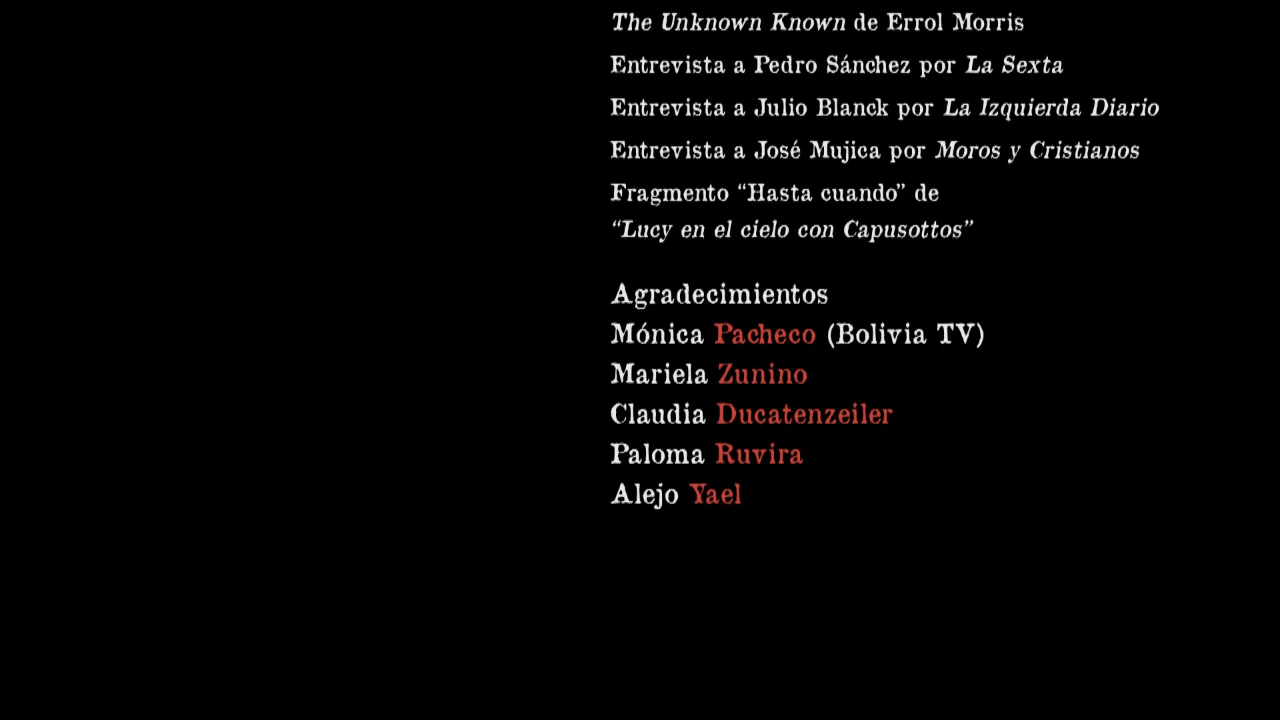 The Unknown Known de Errol Morris
Entrevista a Pedro Sánchez por La Sexta
Entrevista a Julio Blanck por La Izquierda Diario
Entrevista a José Mujica por Moros y Cristianos
Fragmento “Hasta cuando” de
“Lucy en el cielo con Capusottos”
Agradecimientos
Mónica Pacheco (Bolivia TV)
Mariela Zunino
Claudia Ducatenzeiler
Paloma Ruvira
Alejo Yael